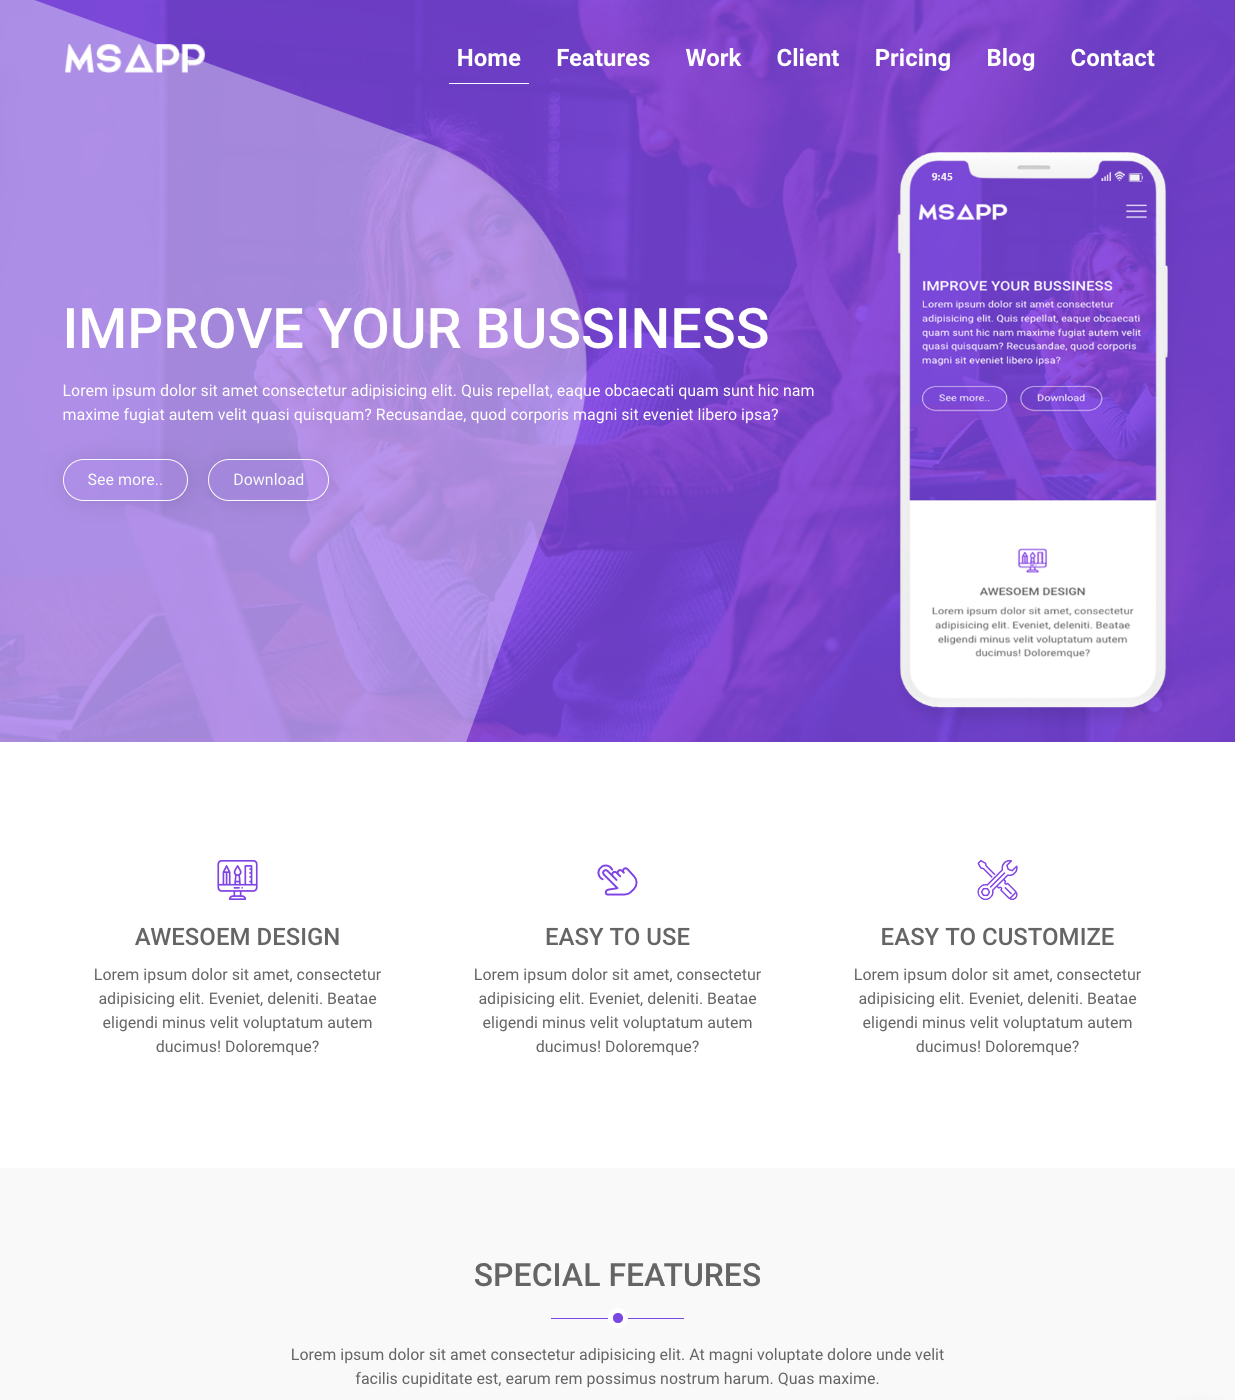 MSAPP
Home Features Work Client Pricing Blog Contact
IMPROVE YOUR BUSSINESS
Lorem ipsum dolor sit amet consectetur adipisicing elit. Quis repellat, eaque obcaecati quam sunt hic nam
maxime fugiat autem velit quasi quisquam? Recusandae, quod corporis magni sit eveniet libero ipsa?
See more.. Download
9:45
MSAPP
IMPROVE YOUR BUSSINESS
Lorem ipsum dolor sit amet consectetur
adipisicing elit. Quis repellat, eaque obcaecati
quam sunt hic nam maxime fugiat autem velit
quasi quisquam? Recusandae, quod corporis
magni sit eveniet libero ipsa?
See more.. Download
AWESOEM DESIGN
Lorem ipsum dolor sit amet, consectetur
adipisicing elit. Eveniet, deleniti. Beatae
eligendi minus velit voluptatum autem
ducimus! Doloremque?
AWESOEM DESIGN
Lorem ipsum dolor sit amet, consectetur
adipisicing elit. Eveniet, deleniti. Beatae
eligendi minus velit voluptatum autem
ducimus! Doloremque?
EASY TO USE
Lorem ipsum dolor sit amet, consectetur
adipisicing elit. Eveniet, deleniti. Beatae
eligendi minus velit voluptatum autem
ducimus! Doloremque?
EASY TO CUSTOMIZE
Lorem ipsum dolor sit amet, consectetur
adipisicing elit. Eveniet, deleniti. Beatae
eligendi minus velit voluptatum autem
ducimus! Doloremque?
SPECIAL FEATURES
Lorem ipsum dolor sit amet consectetur adipisicing elit. At magni voluptate dolore unde velit
facilis cupiditate est, earum rem possimus nostrum harum. Quas maxime.